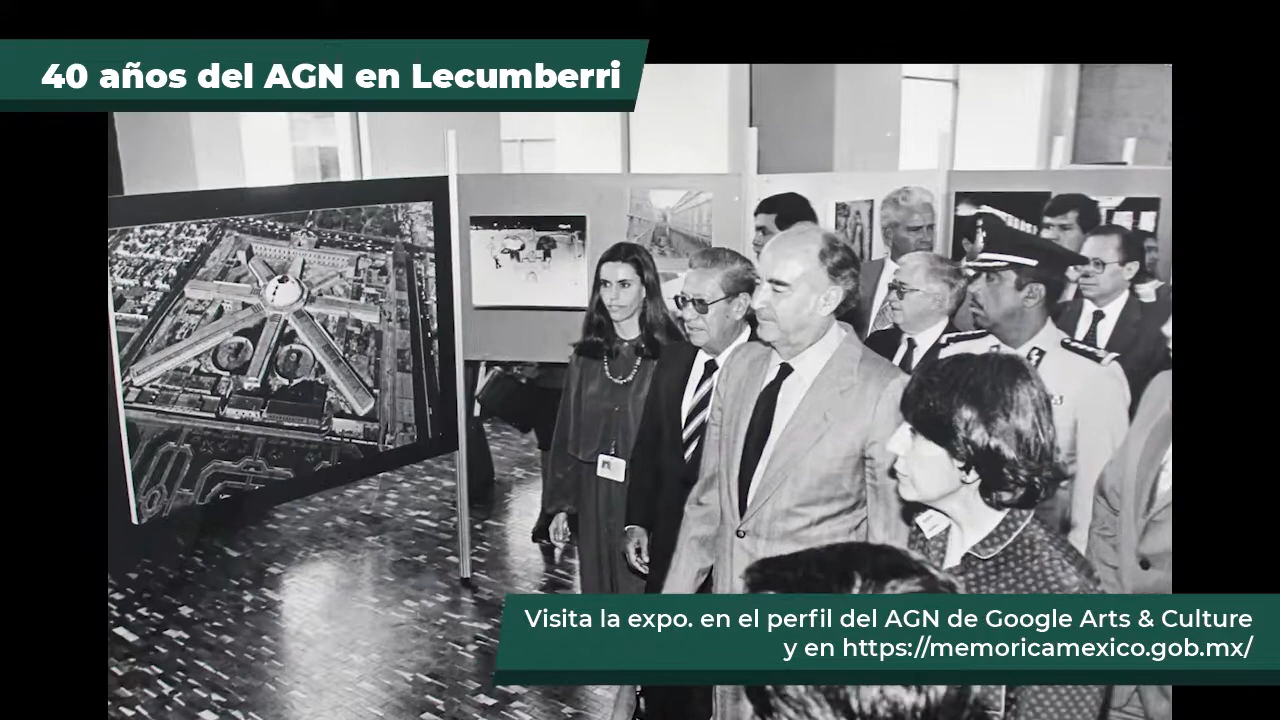 40 años del AGN en Lecumberri
Visita la expo. en el perfil del AGN de Google Arts & Culture
y en https://memoricamexico.gob.mx/